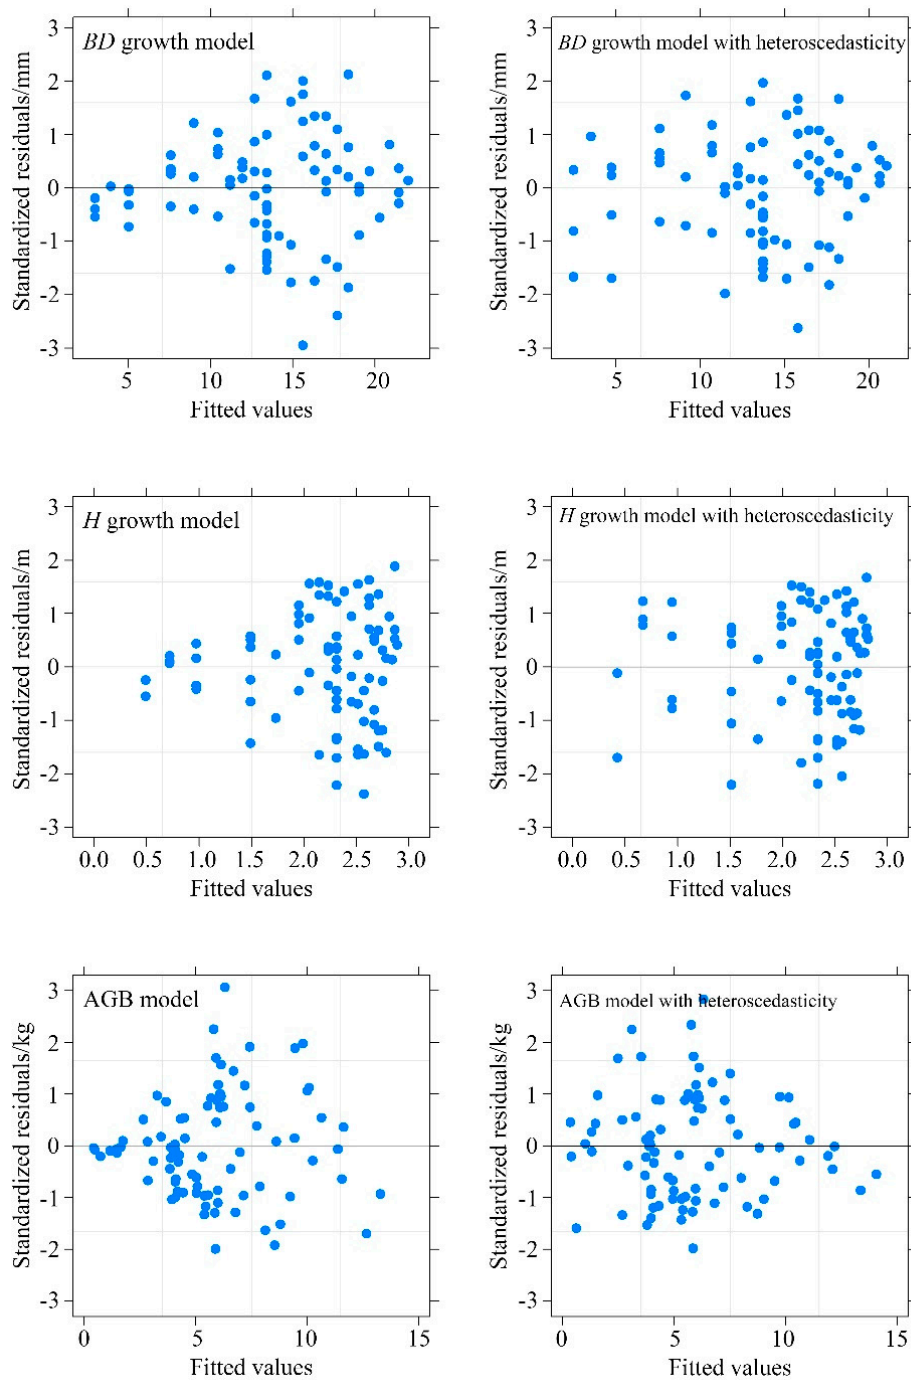 BD growth model
Standardized residuals/mm
3
2
1
0
-1
-2
-3
5 10 15 20
Fitted values
BD growth model with heteroscedasticity
Standardized residuals/mm
3
2
1
0
-1
-2
-3
5 10 15 20
Fitted values
H growth model
Standardized residuals/m
3
2
1
0
-1
-2
-3
0.0 0.5 1.0 1.5 2.0 2.5 3.0
Fitted values
H growth model with heteroscedasticity
Standardized residuals/m
3
2
1
0
-1
-2
-3
0.0 0.5 1.0 1.5 2.0 2.5 3.0
Fitted values
AGB model
Standardized residuals/kg
3
2
1
0
-1
-2
-3
0 5 10 15
Fitted values
AGB model with heteroscedasticity
Standardized residuals/kg
3
2
1
0
-1
-2
-3
0 5 10 15
Fitted values